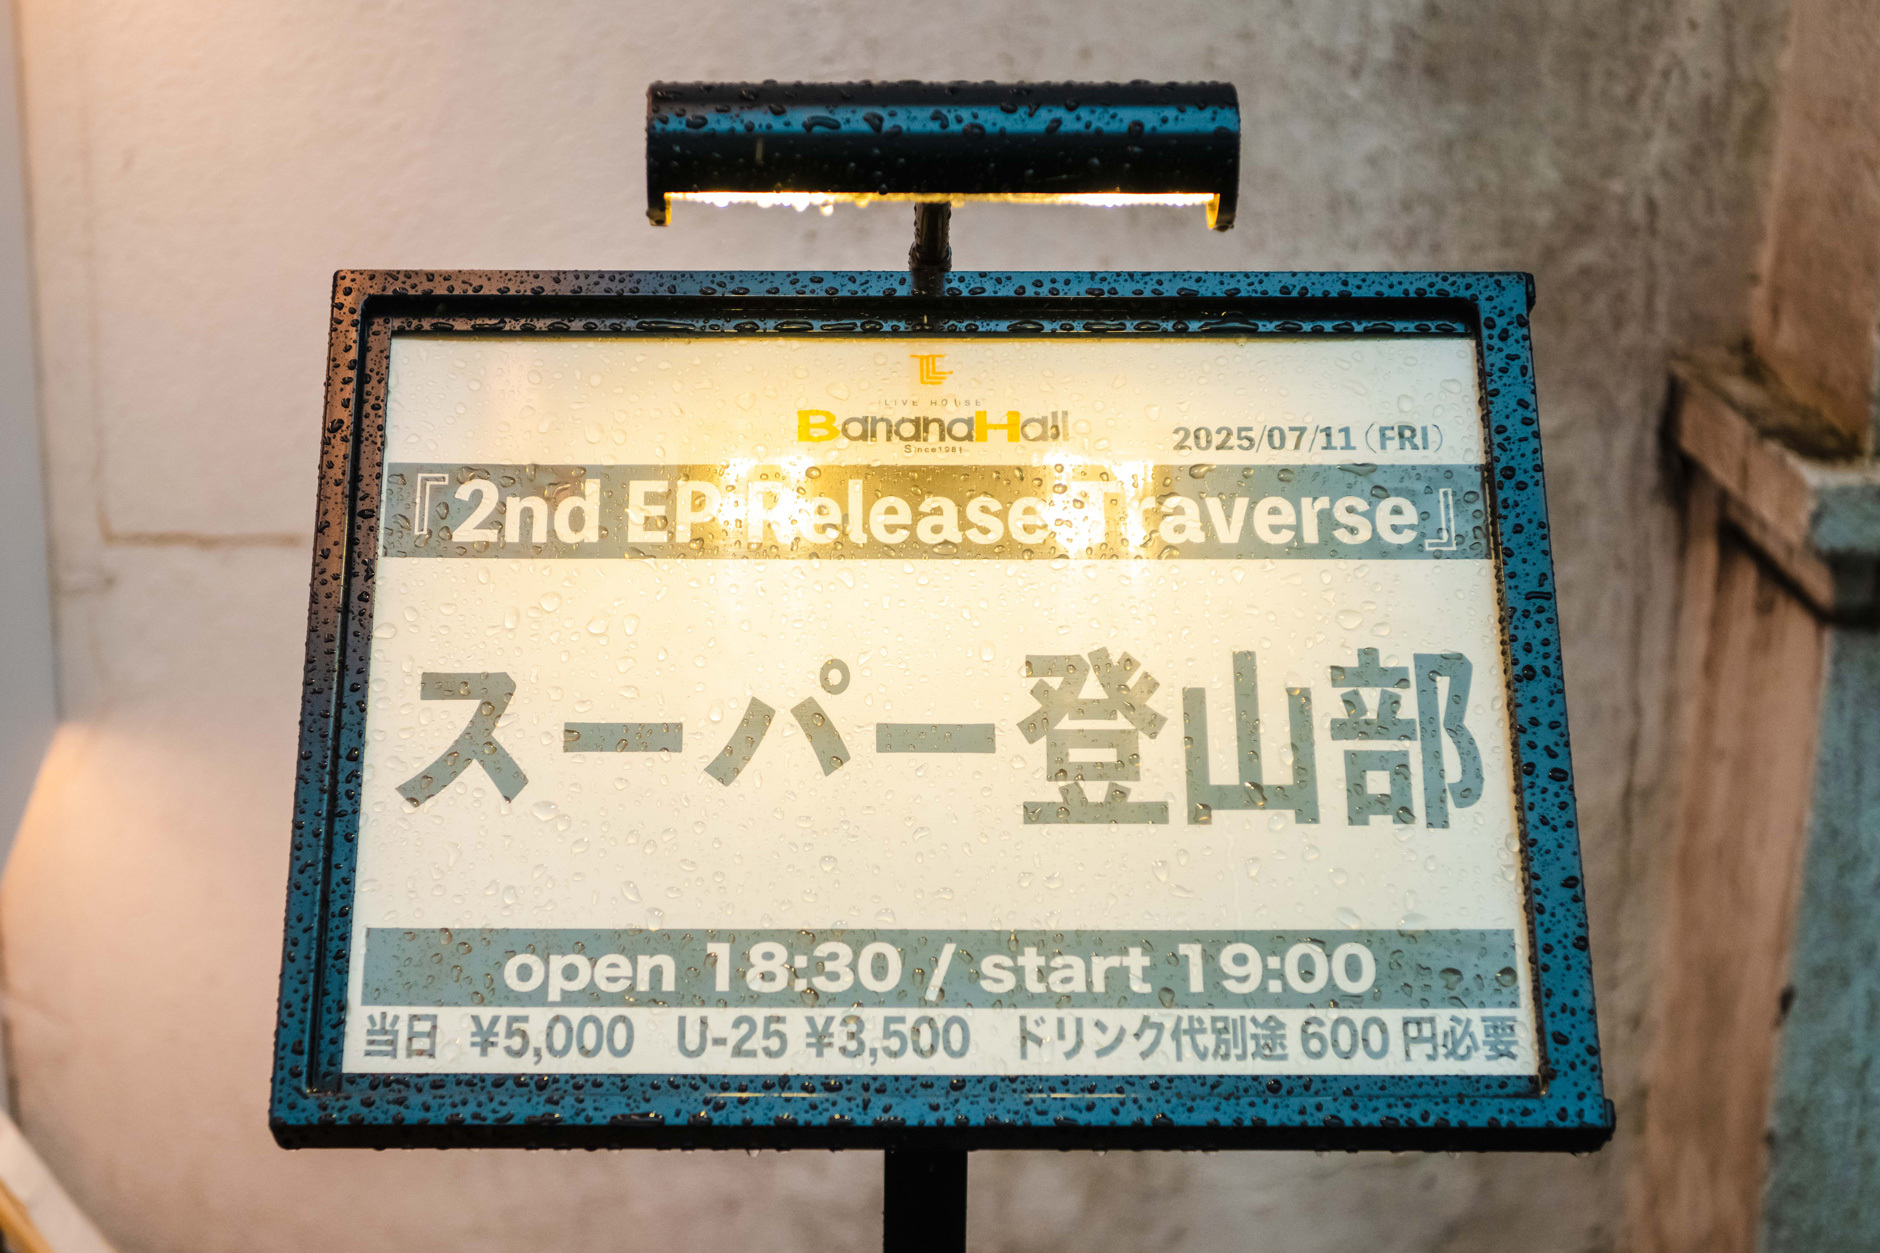 LIVE HOUSE
BananaHall
Since1981
2025/07/11(FRI)
『2nd EP Release Traverse』
スーパー登山部
open 18:30 / start 19:00
当日 ¥5,000 U-25 ¥3,500 ドリンク代別途 600 円必要